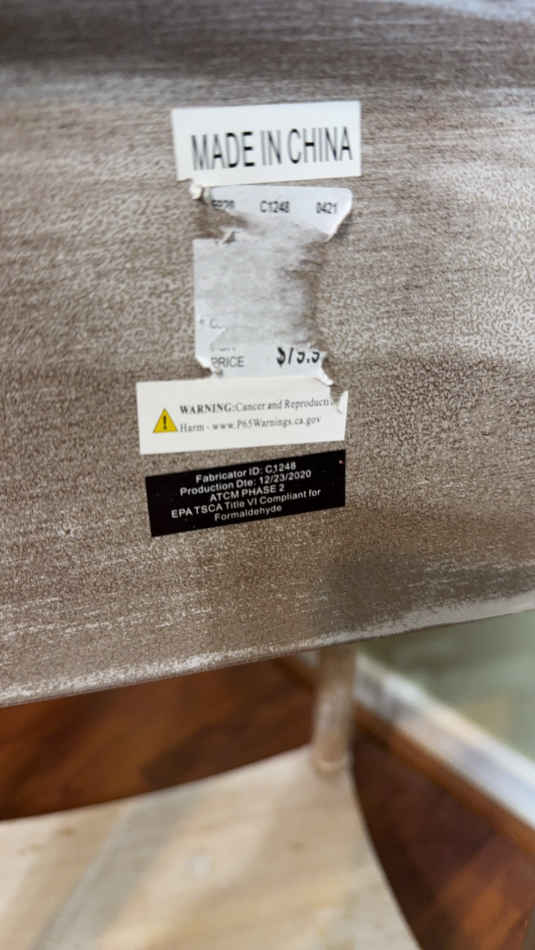 MADE IN CHINA
C1248 0421
PRICE
WARNING:Cancer and
Harm - www.P65Warnings.ca.gov
Fabricator ID: C1248
Production Dte: 12/23/2020
ATCM PHASE 2
EPA TSCA Title VI Compliant for
Formaldehyde